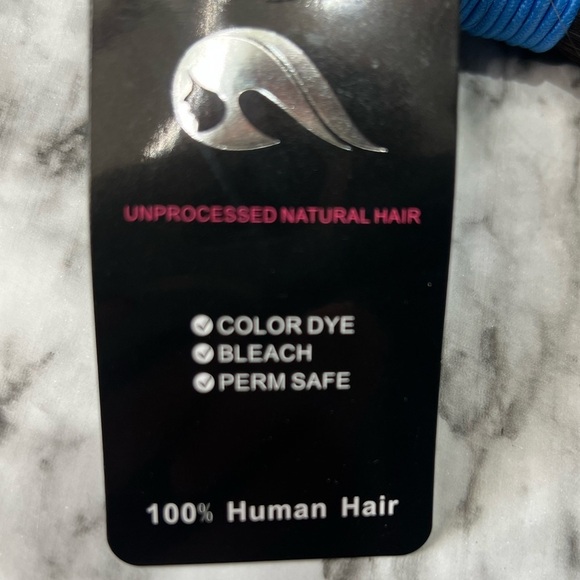 UNPROCESSED NATURAL HAIR
COLOR DYE
BLEACH
PERM SAFE
100% Human Hair